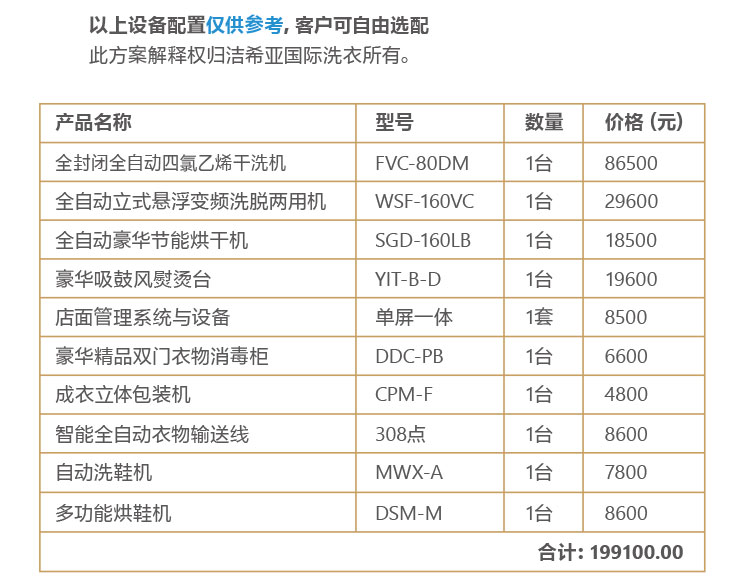 以上设备配置仅供参考, 客户可自由选配
此方案解释权归洁希亚国际洗衣所有。
产品名称 型号 数量 价格 (元)
全封闭全自动四氯乙烯干洗机 FVC-80DM 1台 86500
全自动立式悬浮变频洗脱两用机 WSF-160VC 1台 29600
全自动豪华节能烘干机 SGD-160LB 1台 18500
豪华吸鼓风熨烫台 YIT-B-D 1台 19600
店面管理系统与设备 单屏一体 1套 8500
豪华精品双门衣物消毒柜 DDC-PB 1台 6600
成衣立体包装机 CPM-F 1台 4800
智能全自动衣物输送线 308点 1台 8600
自动洗鞋机 MWX-A 1台 7800
多功能烘鞋机 DSM-M 1台 8600
合计: 199100.00